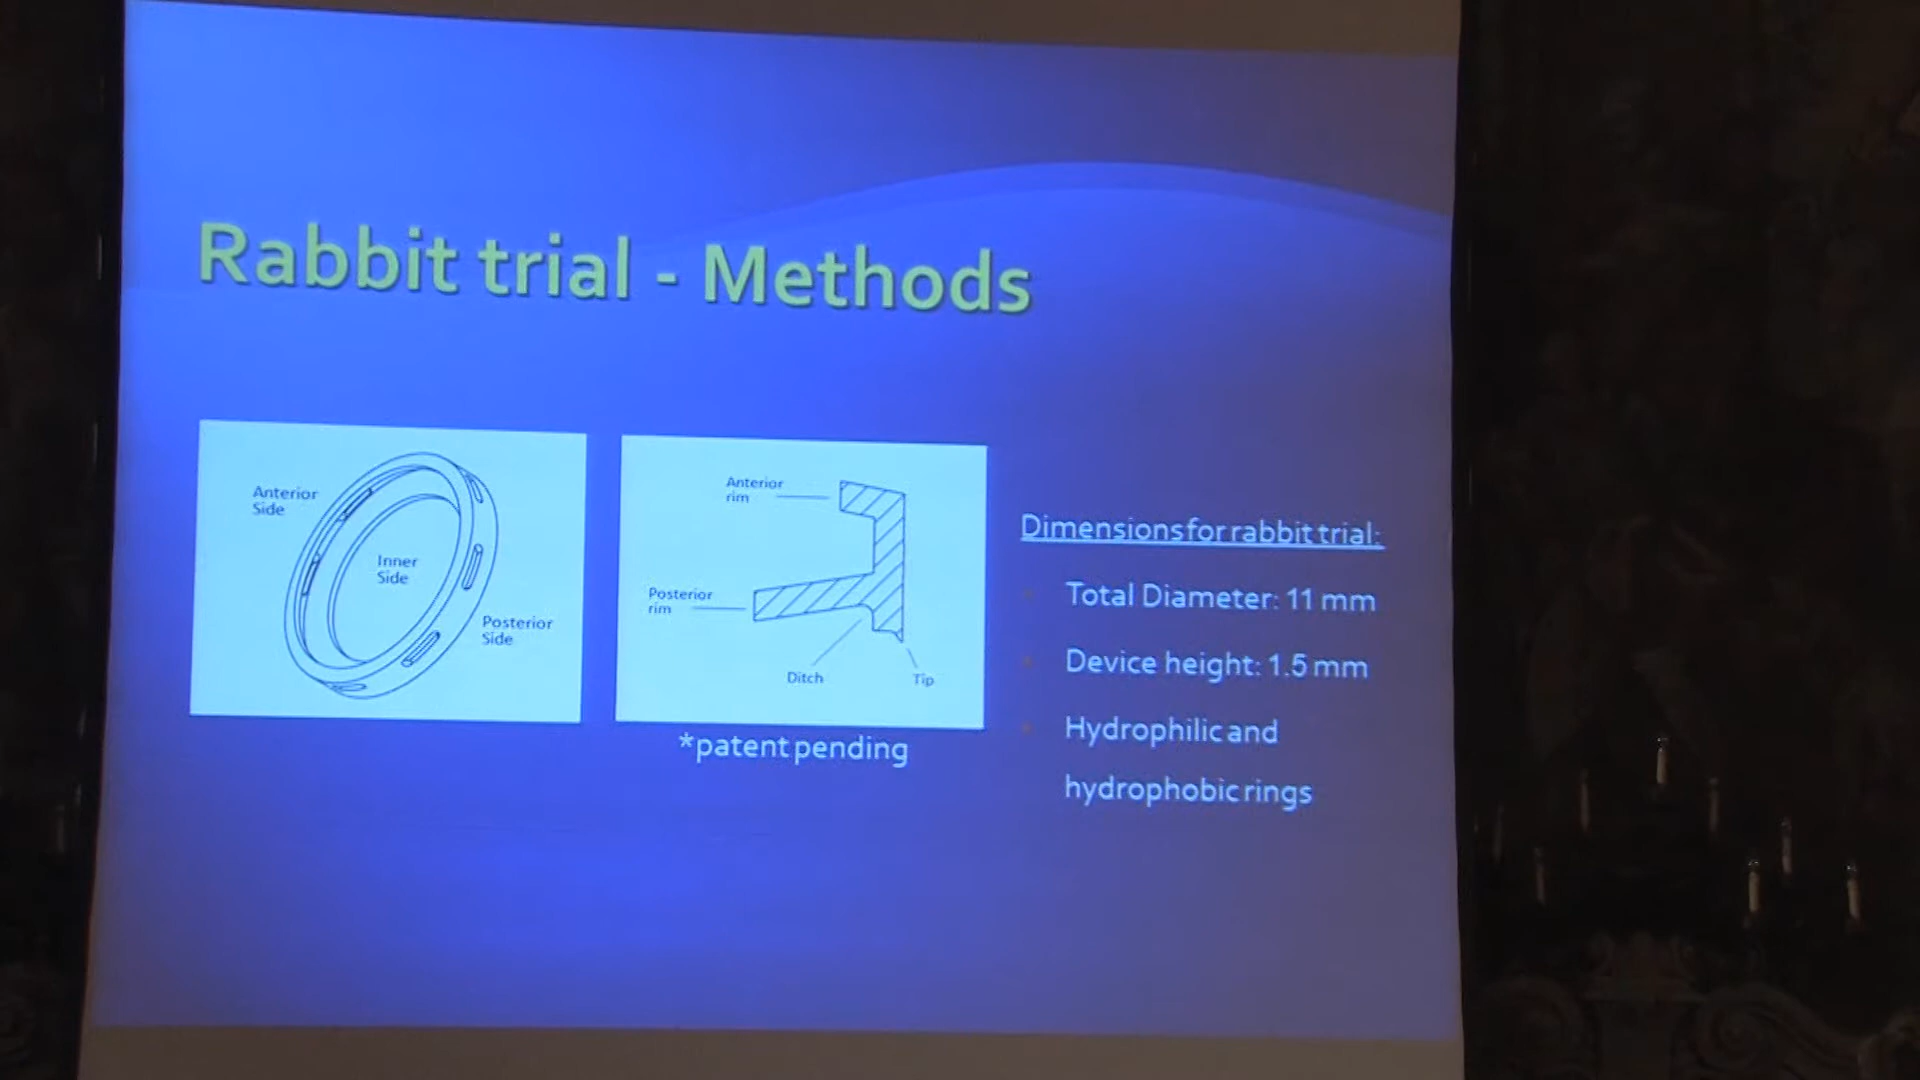 Rabbit trial - Methods
Anterior
Side
Inner
Side
Posterior
Side
Anterior
rim
Posterior
rim
Ditch
Tip
*patent pending
Dimensions for rabbit trial:
Total Diameter: 11 mm
Device height: 1.5 mm
Hydrophilic and
hydrophobic rings